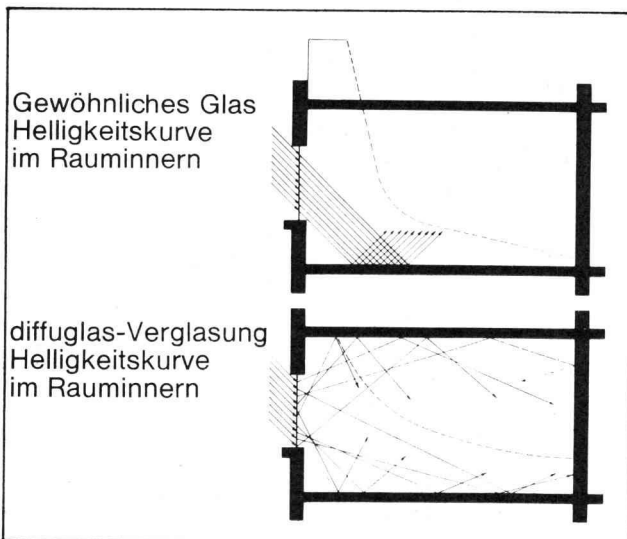 Gewöhnliches Glas
Helligkeitskurve
im Rauminnern
diffuglas-Verglasung
Helligkeitskurve
im Rauminnern